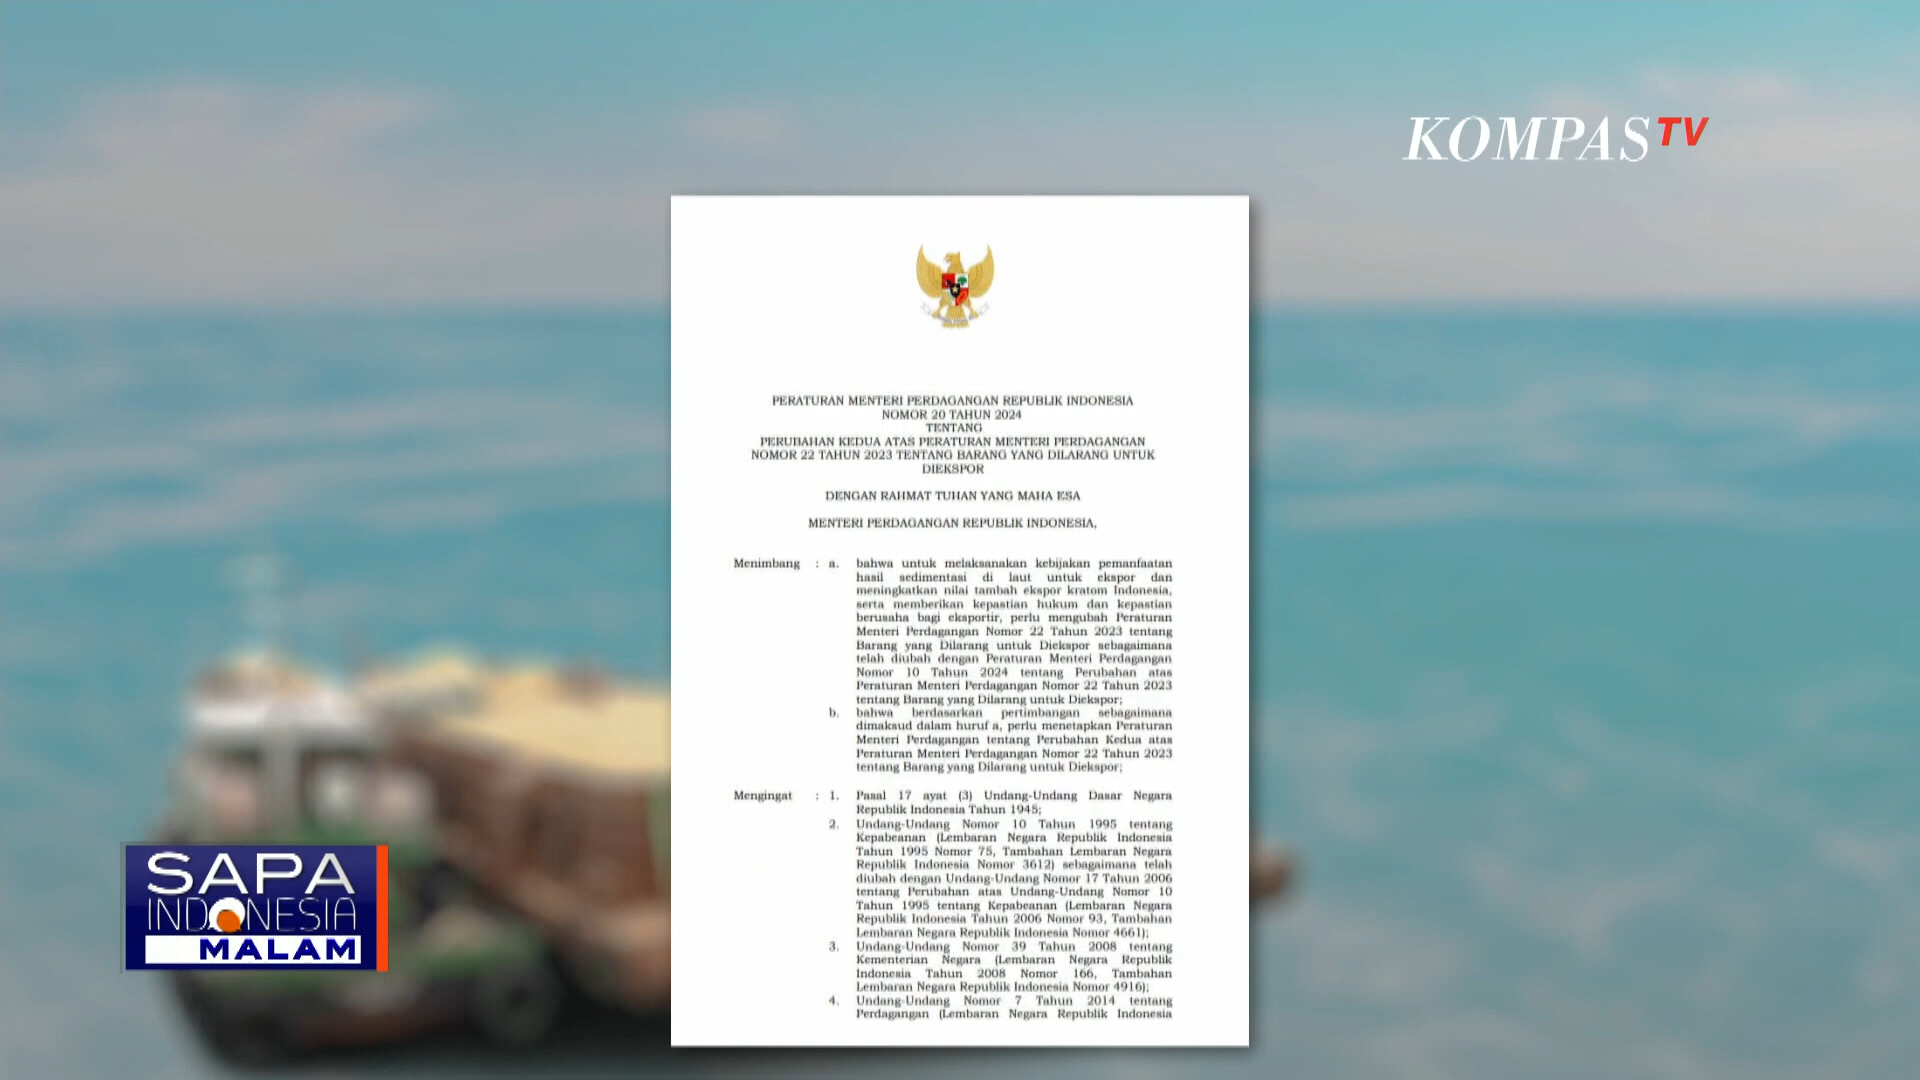 KOMPAS TV
PERATURAN MENTERI PERDAGANGAN REPUBLIK INDONESIA
NOMOR 20 TAHUN 2024
TENTANG
PERUBAHAN KEDUA ATAS PERATURAN MENTERI PERDAGANGAN
NOMOR 22 TAHUN 2023 TENTANG BARANG YANG DILARANG UNTUK
DIEKSPOR
DENGAN RAHMAT TUHAN YANG MAHA ESA
MENTERI PERDAGANGAN REPUBLIK INDONESIA,
Menimbang : a. bahwa untuk melaksanakan kebijakan pemanfaatan
hasil sedimentasi di laut untuk ekspor dan
meningkatkan nilai tambah ekspor kratom Indonesia,
serta memberikan kepastian hukum dan kepastian
berusaha bagi eksportir, perlu mengubah Peraturan
Menteri Perdagangan Nomor 22 Tahun 2023 tentang
Barang yang Dilarang untuk Diekspor sebagaimana
telah diubah dengan Peraturan Menteri Perdagangan
Nomor 10 Tahun 2024 tentang Perubahan atas
Peraturan Menteri Perdagangan Nomor 22 Tahun 2023
tentang Barang yang Dilarang untuk Diekspor;
b. bahwa berdasarkan pertimbangan sebagaimana
dimaksud dalam huruf a, perlu menetapkan Peraturan
Menteri Perdagangan tentang Perubahan Kedua atas
Peraturan Menteri Perdagangan Nomor 22 Tahun 2023
tentang Barang yang Dilarang untuk Diekspor;
Mengingat : 1. Pasal 17 ayat (3) Undang-Undang Dasar Negara
Republik Indonesia Tahun 1945;
2. Undang-Undang Nomor 10 Tahun 1995 tentang
Kepabeanan (Lembaran Negara Republik Indonesia
Tahun 1995 Nomor 75, Tambahan Lembaran Negara
Republik Indonesia Nomor 3612) sebagaimana telah
diubah dengan Undang-Undang Nomor 17 Tahun 2006
tentang Perubahan atas Undang-Undang Nomor 10
Tahun 1995 tentang Kepabeanan (Lembaran Negara
Republik Indonesia Tahun 2006 Nomor 93, Tambahan
Lembaran Negara Republik Indonesia Nomor 4661);
3. Undang-Undang Nomor 39 Tahun 2008 tentang
Kementerian Negara (Lembaran Negara Republik
Indonesia Tahun 2008 Nomor 166, Tambahan
Lembaran Negara Republik Indonesia Nomor 4916);
4. Undang-Undang Nomor 7 Tahun 2014 tentang
Perdagangan (Lembaran Negara Republik Indonesia
SAPA
INDONESIA
MALAM